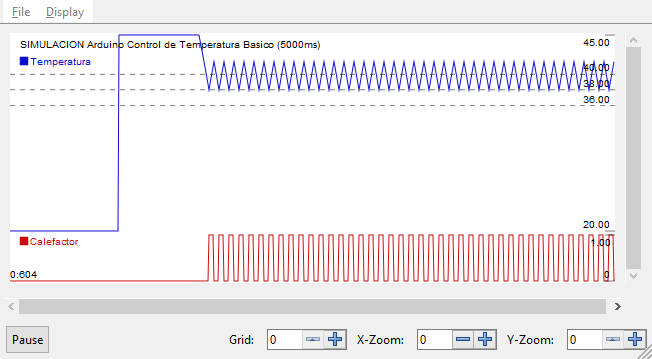 File Display
SIMULACION Arduino Control de Temperatura Basico (5000ms)
45.00
Temperatura
40.00
38.00
36.00
20.00
Calefactor
1.00
0:604
0
Pause
Grid: 0 X-Zoom: 0 Y-Zoom: 0